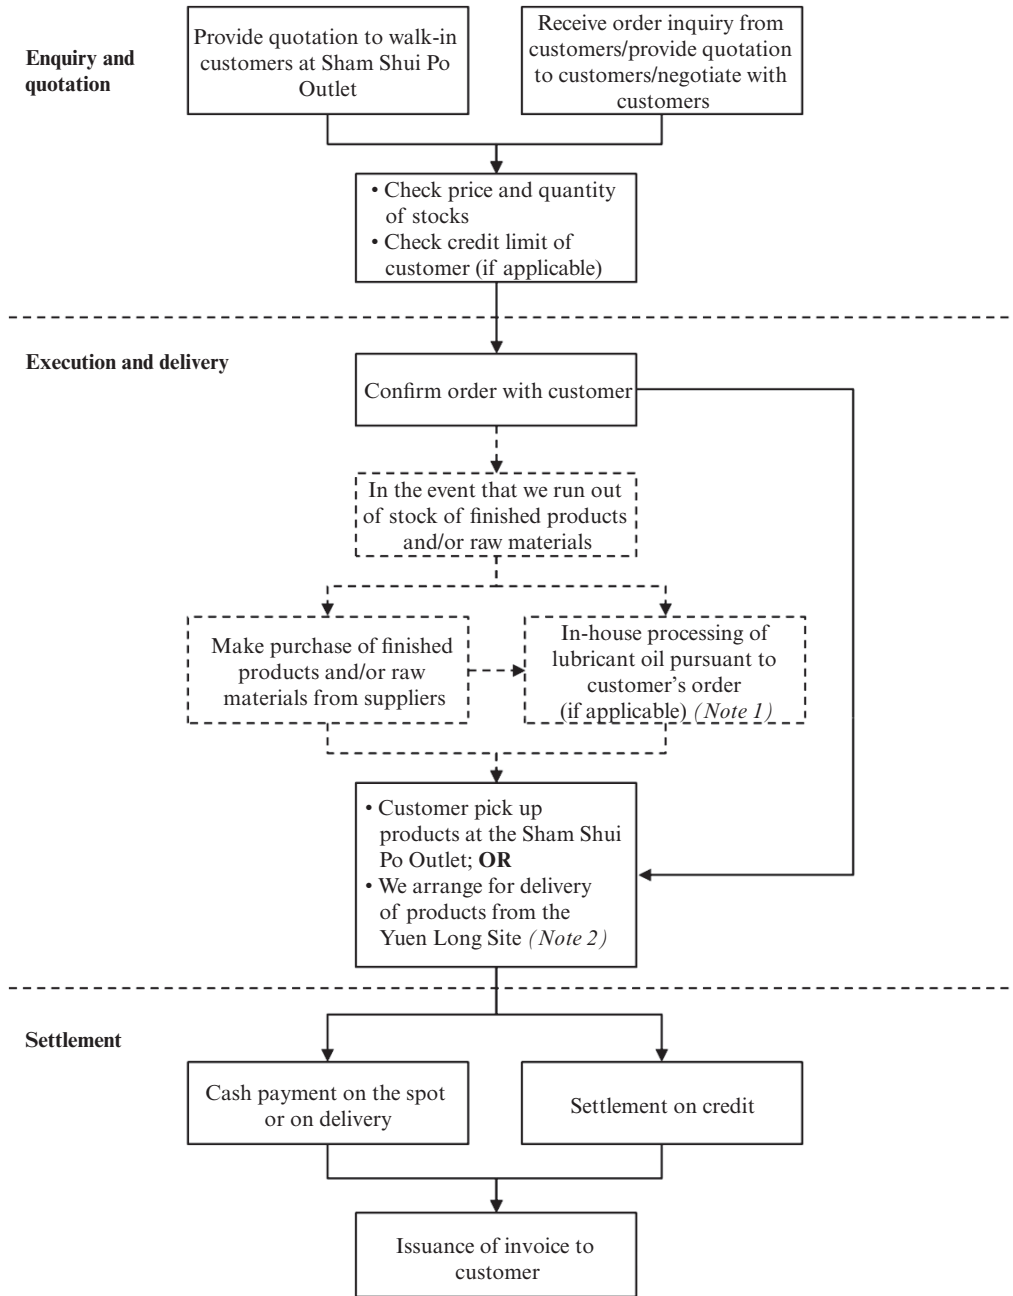 Enquiry and
quotation
Provide quotation to walk-in
customers at Sham Shui Po
Outlet
Receive order inquiry from
customers/provide quotation
to customers/negotiate with
customers
• Check price and quantity
of stocks
• Check credit limit of
customer (if applicable)
Execution and delivery
Confirm order with customer
In the event that we run out
of stock of finished products
and/or raw materials
Make purchase of finished
products and/or raw
materials from suppliers
In-house processing of
lubricant oil pursuant to
customer’s order
(if applicable) (Note 1)
• Customer pick up
products at the Sham Shui
Po Outlet; OR
• We arrange for delivery
of products from the
Yuen Long Site (Note 2)
Settlement
Cash payment on the spot
or on delivery
Settlement on credit
Issuance of invoice to
customer